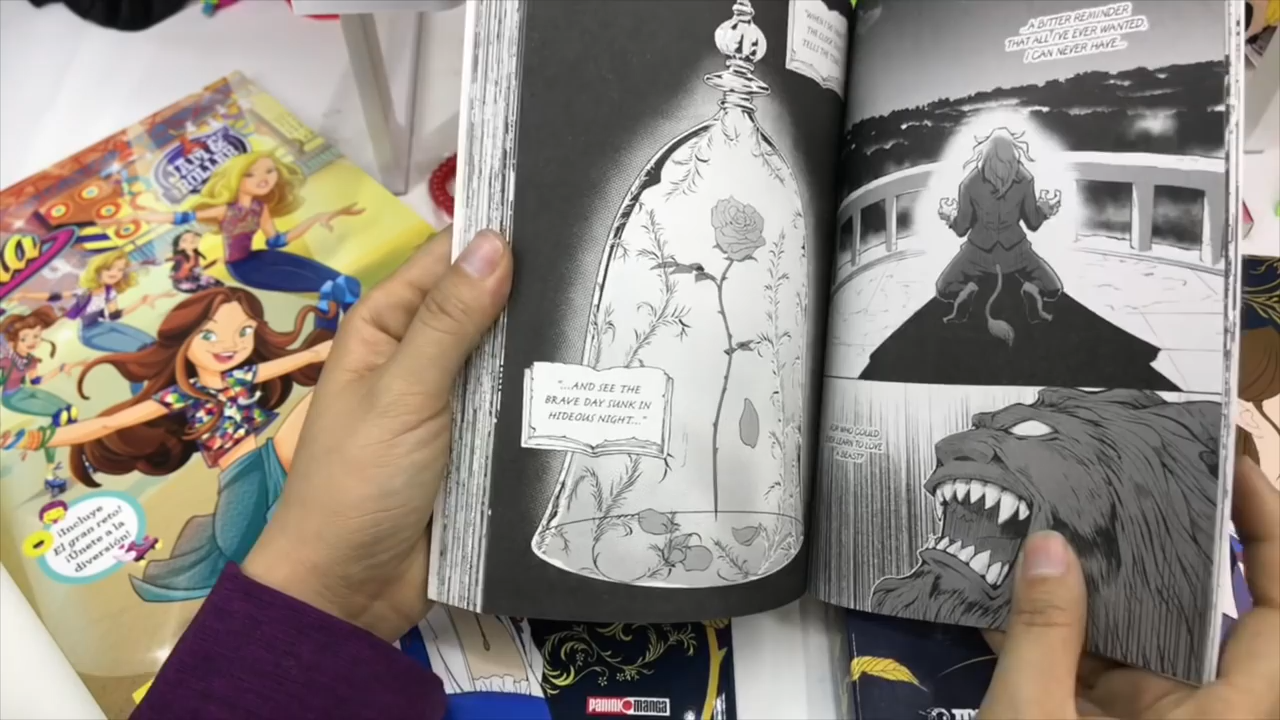 "WHEN I DO
THE CLOCK
TELLS THE
"...AND SEE THE
BRAVE DAY SUNK IN
HIDEOUS NIGHT..."
...A BITTER REMINDER
THAT ALL I'VE EVER WANTED,
I CAN NEVER HAVE...
FOR WHO COULD
EVER LEARN TO LOVE
A BEAST?
¡Incluye
El gran reto!
¡Únete a la
diversión!
PANINI MANGA